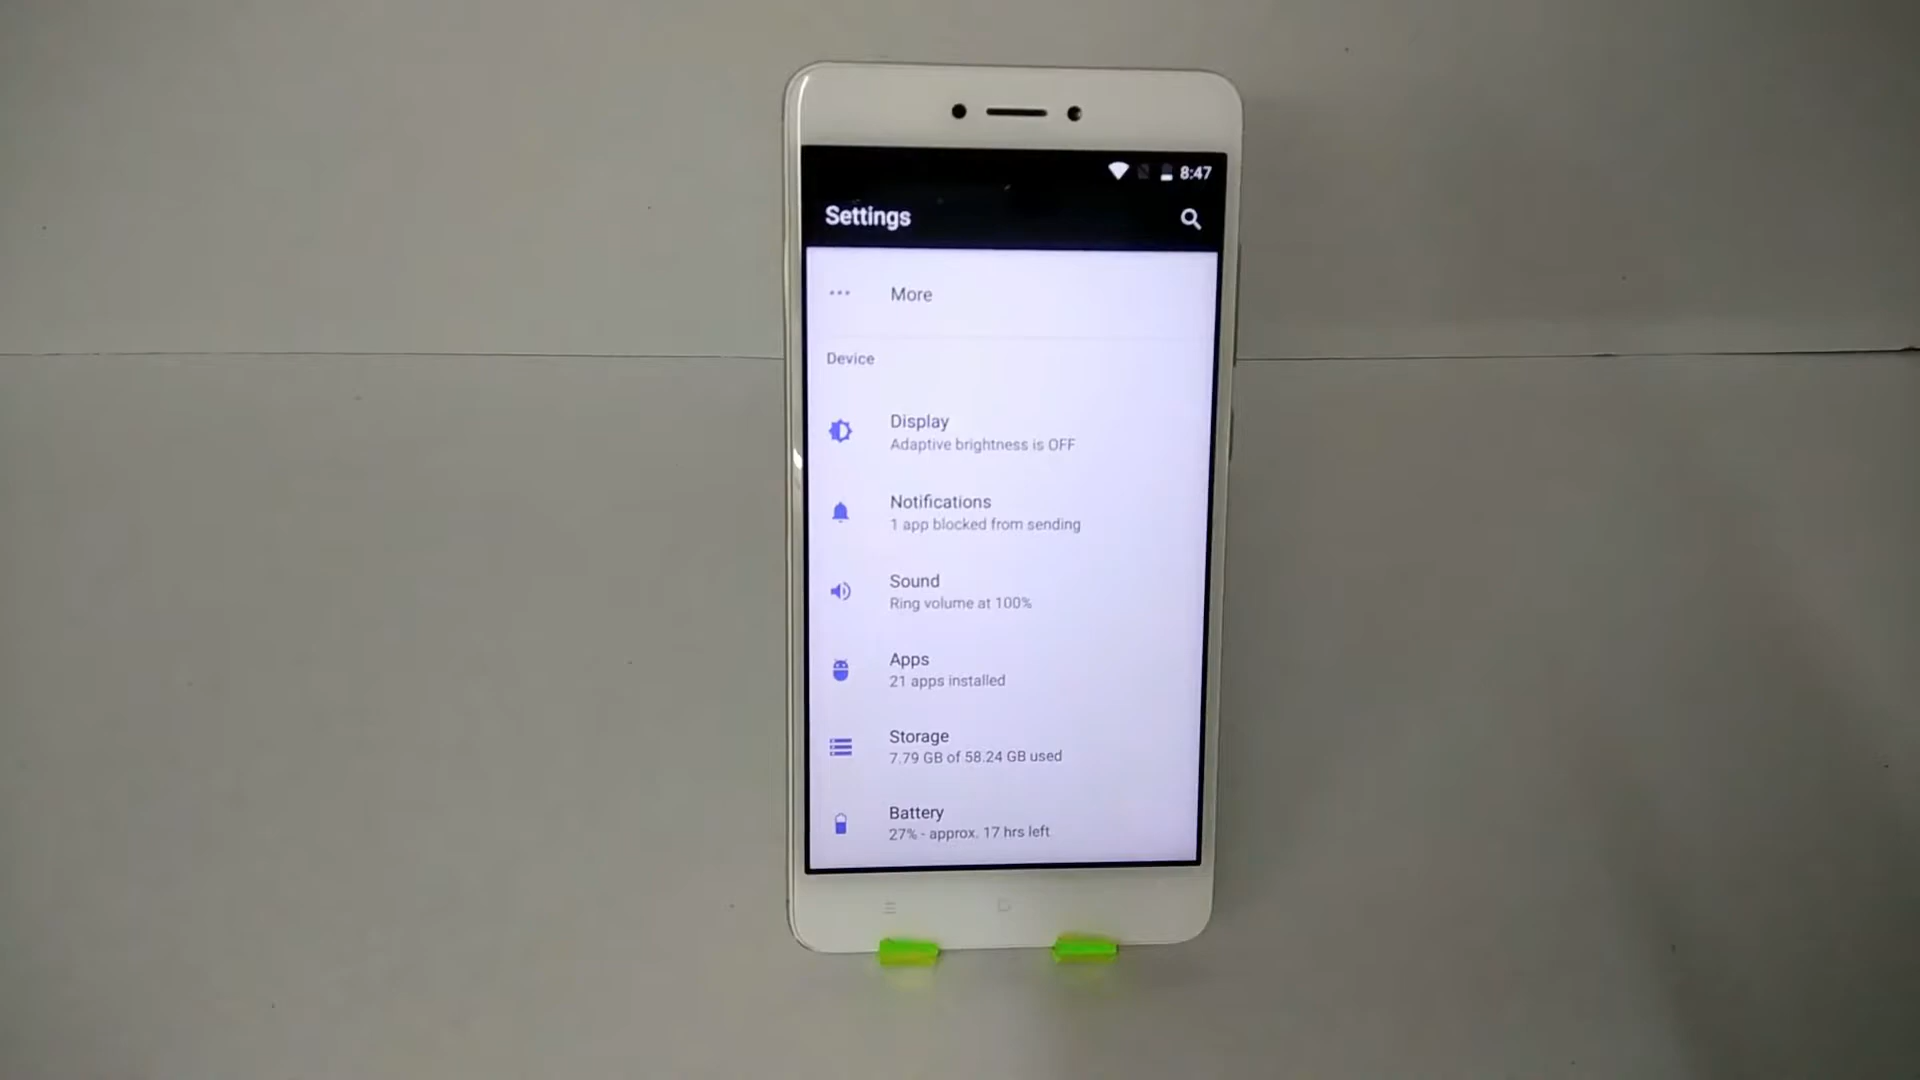 8:47
Settings
More
Device
Display
Adaptive brightness is OFF
Notifications
1 app blocked from sending
Sound
Ring volume at 100%
Apps
21 apps installed
Storage
7.79 GB of 58.24 GB used
Battery
27% - approx. 17 hrs left